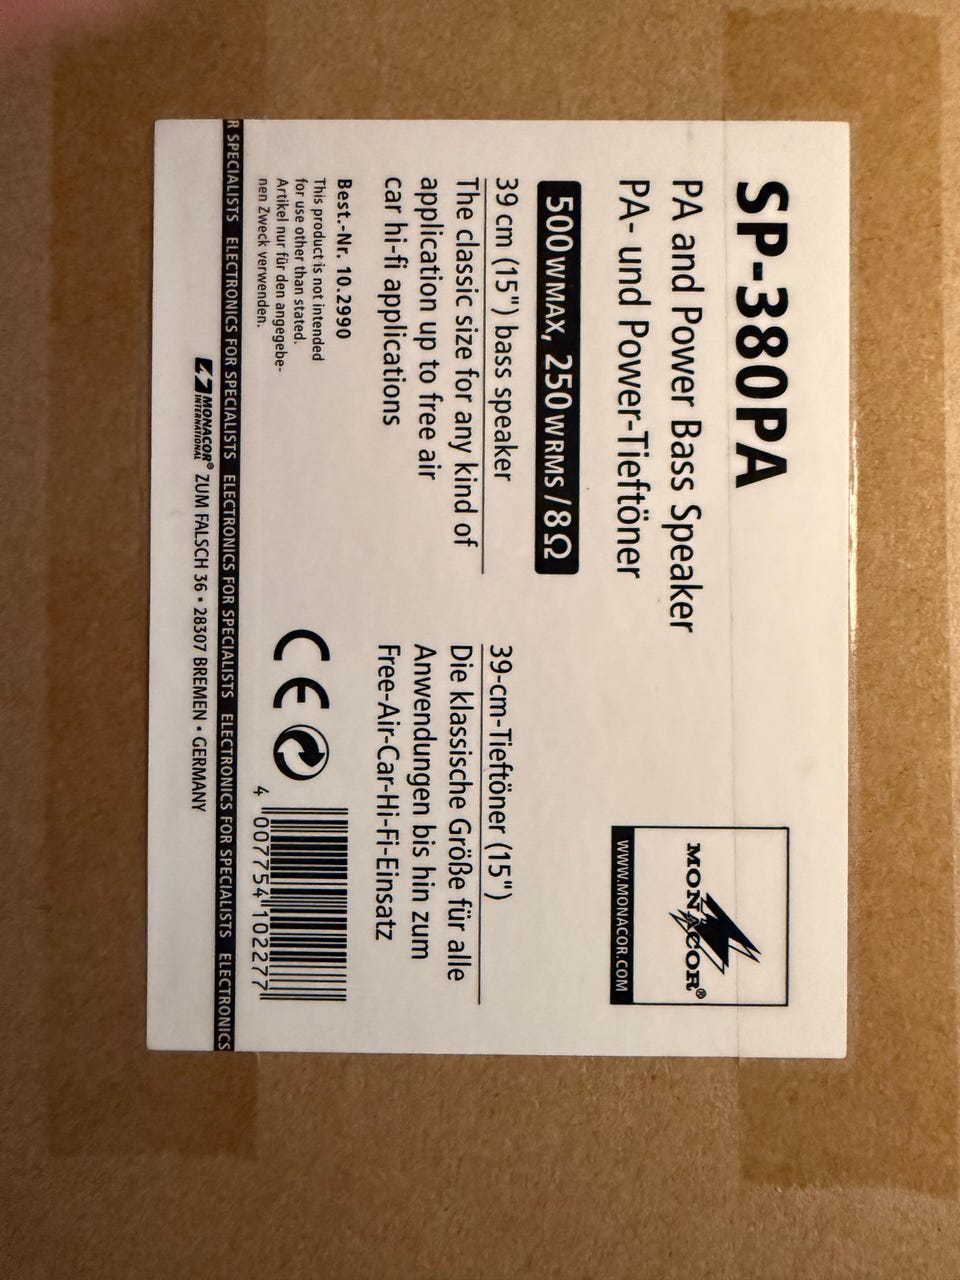 SP-380PA
PA and Power Bass Speaker
PA- und Power-Tieftöner
MONACOR®
WWW.MONACOR.COM
500WMAX, 250WRMS/8Ω
39 cm (15") bass speaker
The classic size for any kind of
application up to free air
car hi-fi applications
39-cm-Tieftöner (15")
Die klassische Größe für alle
Anwendungen bis hin zum
Free-Air-Car-Hi-Fi-Einsatz
Best.-Nr. 10.2990
This product is not intended
for use other than stated.
Artikel nur für den angegebe-
nen Zweck verwenden.
CE
4 007754 102277
R SPECIALISTS ELECTRONICS FOR SPECIALISTS ELECTRONICS FOR SPECIALISTS ELECTRONICS FOR SPECIALISTS ELECTRONICS
MONACOR® INTERNATIONAL ZUM FALSCH 36 • 28307 BREMEN • GERMANY